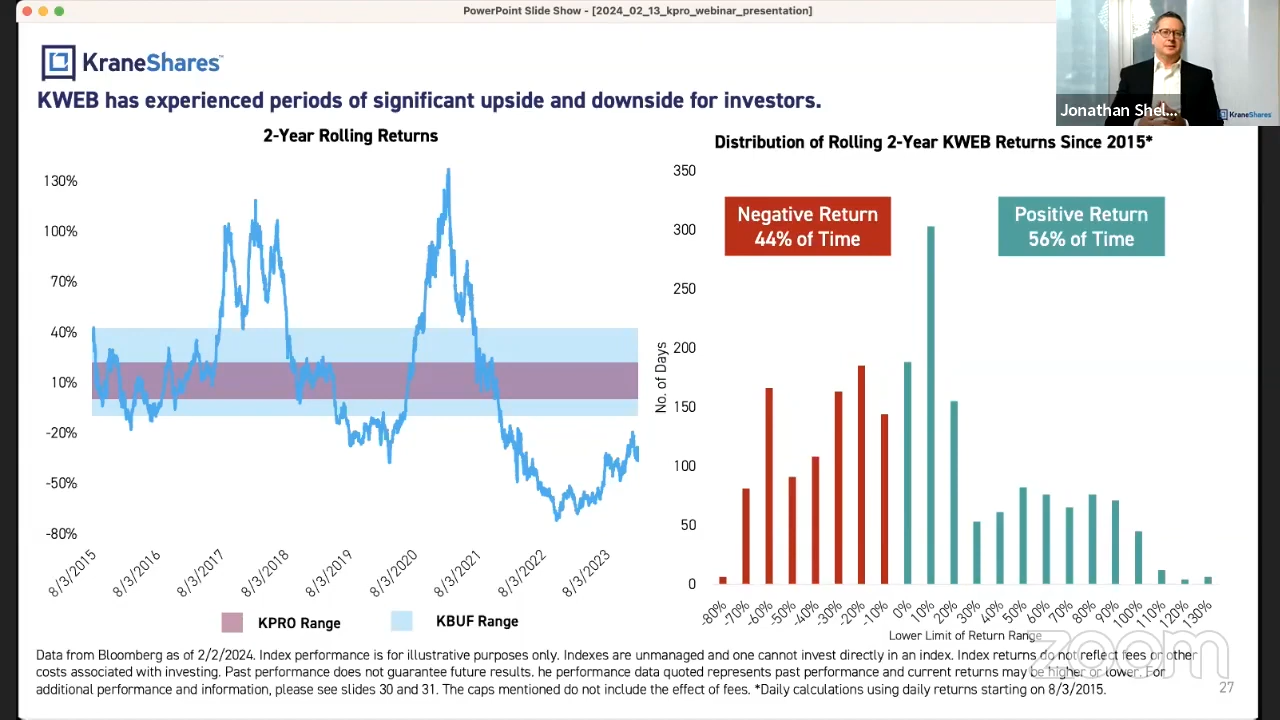 PowerPoint Slide Show - [2024_02_13_kpro_webinar_presentation]
KraneShares™
KWEB has experienced periods of significant upside and downside for investors.
Jonathan Shel...
KraneShares
2-Year Rolling Returns
130%
100%
70%
40%
10%
-20%
-50%
-80%
8/3/2015
8/3/2016
8/3/2017
8/3/2018
8/3/2019
8/3/2020
8/3/2021
8/3/2022
8/3/2023
KPRO Range
KBUF Range
Distribution of Rolling 2-Year KWEB Returns Since 2015*
Negative Return
44% of Time
Positive Return
56% of Time
No. of Days
350
300
250
200
150
100
50
0
-80%
-70%
-60%
-50%
-40%
-30%
-20%
-10%
0%
10%
20%
30%
40%
50%
60%
70%
80%
90%
100%
110%
120%
130%
Lower Limit of Return Range
Data from Bloomberg as of 2/2/2024. Index performance is for illustrative purposes only. Indexes are unmanaged and one cannot invest directly in an index. Index returns do not reflect fees or other
costs associated with investing. Past performance does not guarantee future results. he performance data quoted represents past performance and current returns may be higher or lower. For
additional performance and information, please see slides 30 and 31. The caps mentioned do not include the effect of fees. *Daily calculations using daily returns starting on 8/3/2015.
27
zoom